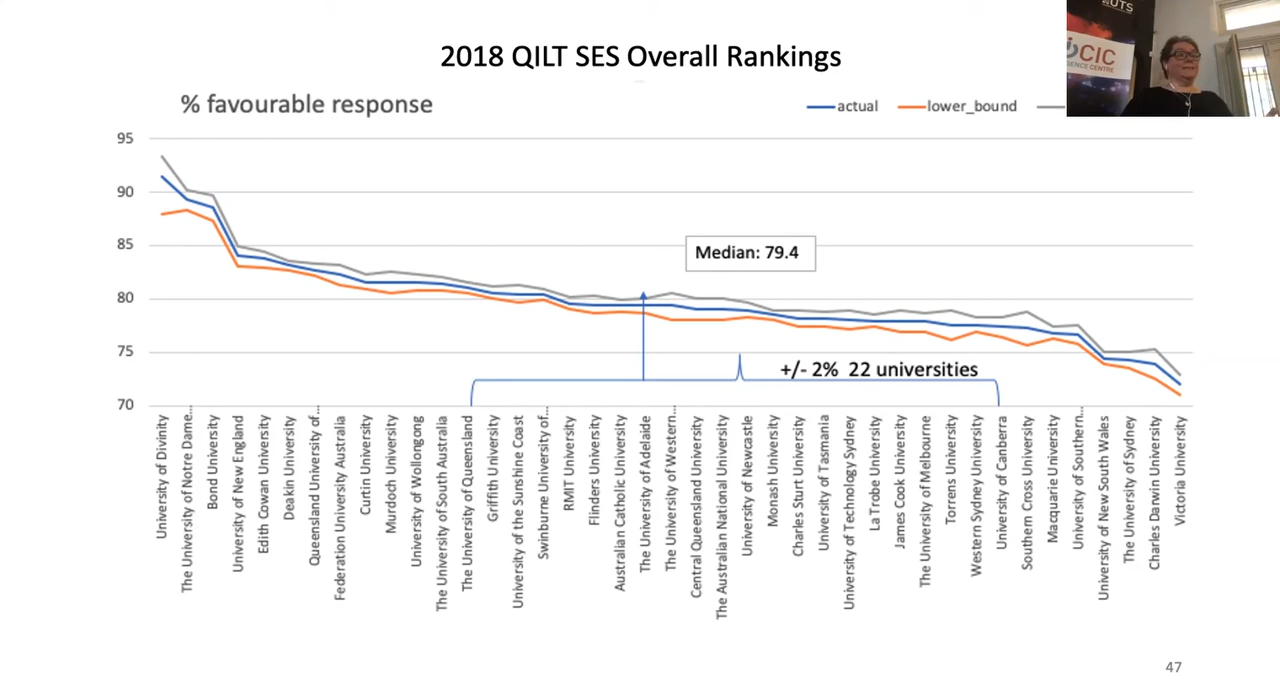 2018 QILT SES Overall Rankings
UTS
CIC
% favourable response
actual
lower_bound
95
90
85
80
75
70
Median: 79.4
+/- 2% 22 universities
University of Divinity
The University of Notre Dame…
Bond University
University of New England
Edith Cowan University
Deakin University
Queensland University of…
Federation University Australia
Curtin University
Murdoch University
University of Wollongong
The University of South Australia
The University of Queensland
Griffith University
University of the Sunshine Coast
Swinburne University of…
RMIT University
Flinders University
Australian Catholic University
The University of Adelaide
The University of Western…
Central Queensland University
The Australian National University
University of Newcastle
Monash University
Charles Sturt University
University of Tasmania
University of Technology Sydney
La Trobe University
James Cook University
The University of Melbourne
Torrens University
Western Sydney University
University of Canberra
Southern Cross University
Macquarie University
University of Southern…
University of New South Wales
The University of Sydney
Charles Darwin University
Victoria University
47